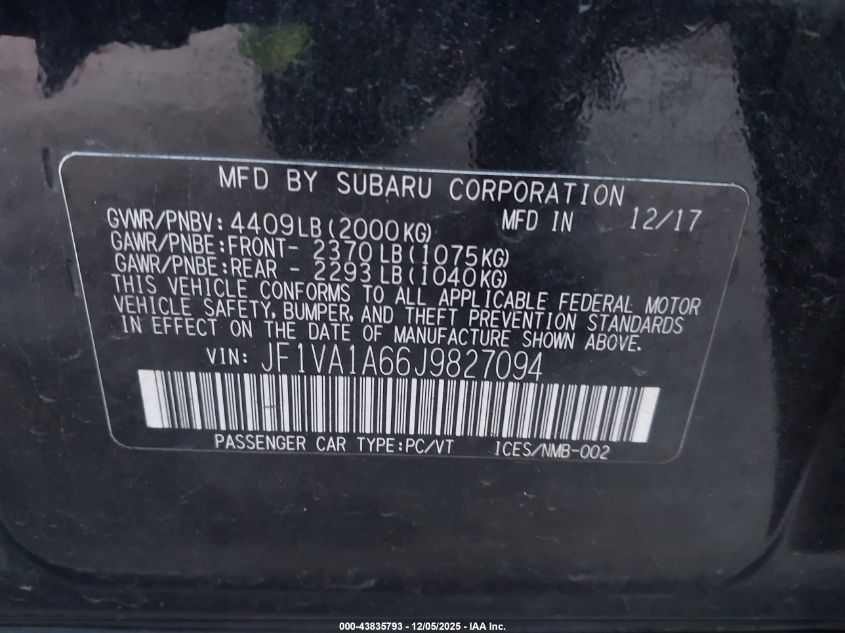 MFD BY SUBARU CORPORATION
GVWR/PNBV: 4409LB(2000KG) MFD IN 12/17
GAWR/PNBE:FRONT- 2370LB(1075KG)
GAWR/PNBE:REAR - 2293LB(1040KG)
THIS VEHICLE CONFORMS TO ALL APPLICABLE FEDERAL MOTOR
VEHICLE SAFETY, BUMPER, AND THEFT PREVENTION STANDARDS
IN EFFECT ON THE DATE OF MANUFACTURE SHOWN ABOVE.
VIN: JF1VA1A66J9827094
PASSENGER CAR TYPE:PC/VT ICES/NMB-002
000-43835793 - 12/05/2025 - IAA Inc.